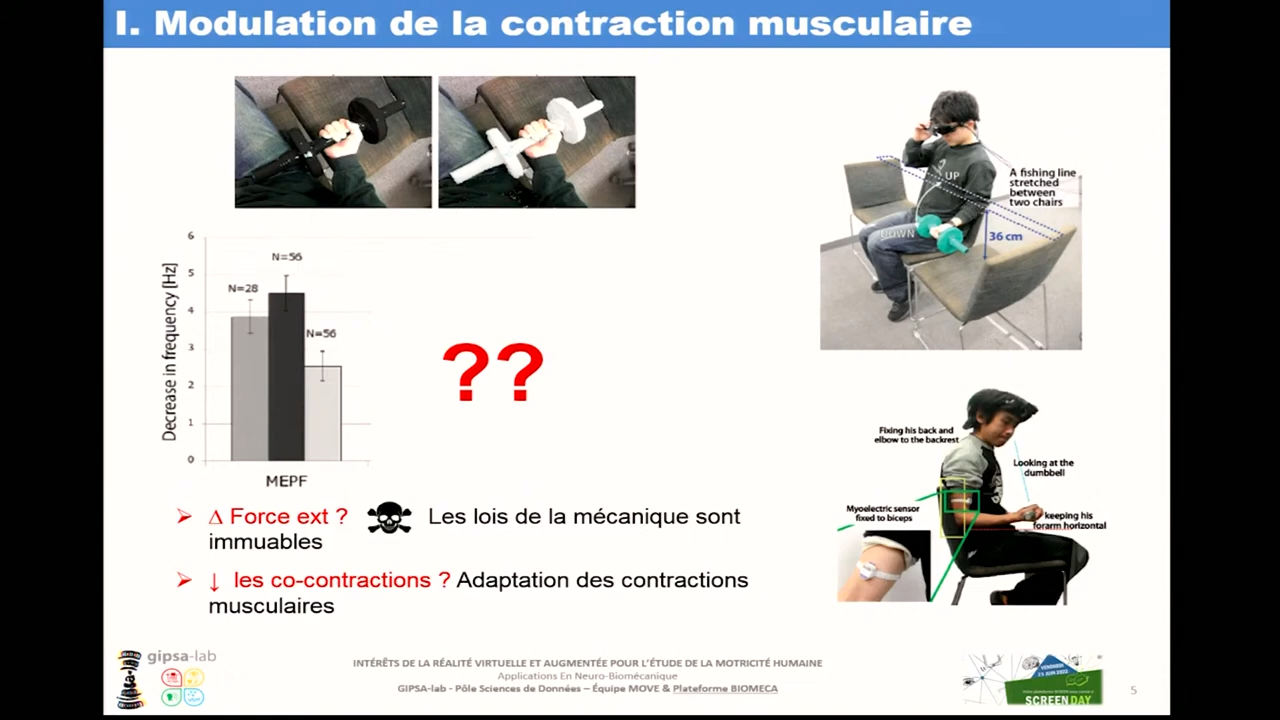 I. Modulation de la contraction musculaire
UP
DOWN
A fishing line
stretched
between
two chairs
36 cm
6
5
4
3
2
1
0
Decrease in frequency [Hz]
N=28
N=56
N=56
MEPF
??
Fixing his back and
elbow to the backrest
Looking at the
dumbbell
Myoelectric sensor
fixed to biceps
keeping his
forarm horizontal
➢ Δ Force ext ? ☠ Les lois de la mécanique sont
immuables
➢ ↓ les co-contractions ? Adaptation des contractions
musculaires
gipsa-lab
INTÉRÊTS DE LA RÉALITÉ VIRTUELLE ET AUGMENTÉE POUR L'ÉTUDE DE LA MOTRICITÉ HUMAINE
Applications En Neuro-Biomécanique
GIPSA-lab - Pôle Sciences de Données – Équipe MOVE & Plateforme BIOMECA
VENDREDI
SCREENDAY
5